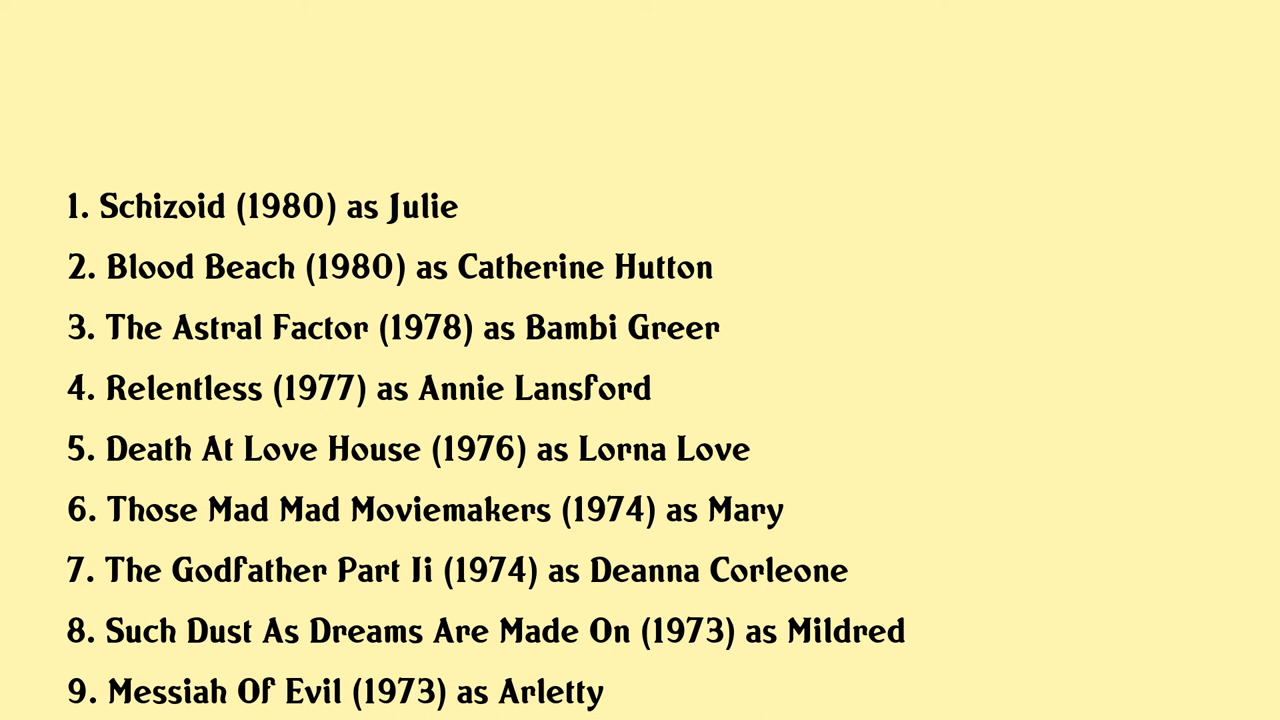 1. Schizoid (1980) as Julie
2. Blood Beach (1980) as Catherine Hutton
3. The Astral Factor (1978) as Bambi Greer
4. Relentless (1977) as Annie Lansford
5. Death At Love House (1976) as Lorna Love
6. Those Mad Mad Moviemakers (1974) as Mary
7. The Godfather Part Ii (1974) as Deanna Corleone
8. Such Dust As Dreams Are Made On (1973) as Mildred
9. Messiah Of Evil (1973) as Arletty